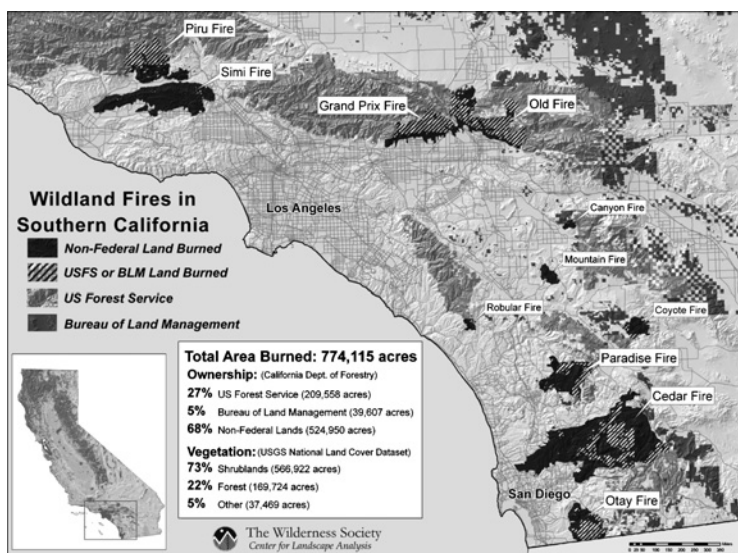 Piru Fire
Simi Fire
Grand Prix Fire
Old Fire
Wildland Fires in
Southern California
Non-Federal Land Burned
USFS or BLM Land Burned
US Forest Service
Bureau of Land Management
Los Angeles
Canyon Fire
Mountain Fire
Robular Fire
Coyote Fire
Paradise Fire
Cedar Fire
San Diego
Otay Fire
Total Area Burned: 774,115 acres
Ownership: (California Dept. of Forestry)
27% US Forest Service (209,558 acres)
5% Bureau of Land Management (39,607 acres)
68% Non-Federal Lands (524,950 acres)
Vegetation: (USGS National Land Cover Dataset)
73% Shrublands (566,922 acres)
22% Forest (169,724 acres)
5% Other (37,469 acres)
The Wilderness Society
Center for Landscape Analysis